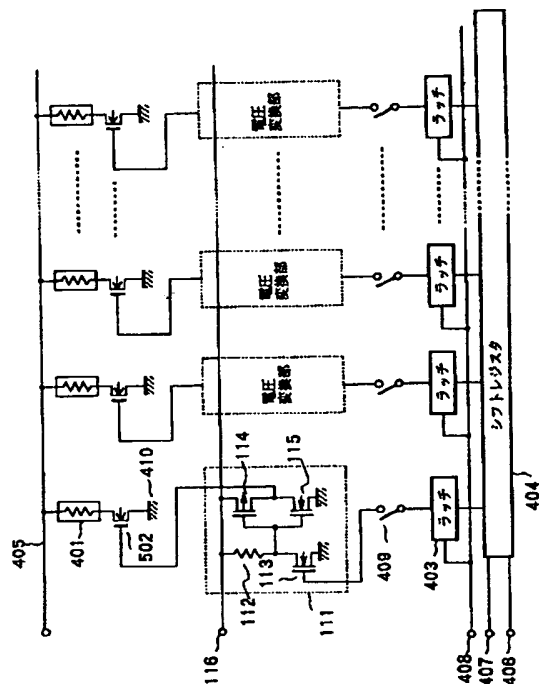 405
401
502
410
116
114
115
112
113
111
電圧
変換部
電圧
変換部
電圧
変換部
409
403
ラッチ
ラッチ
ラッチ
ラッチ
408
407
406
シフトレジスタ
404